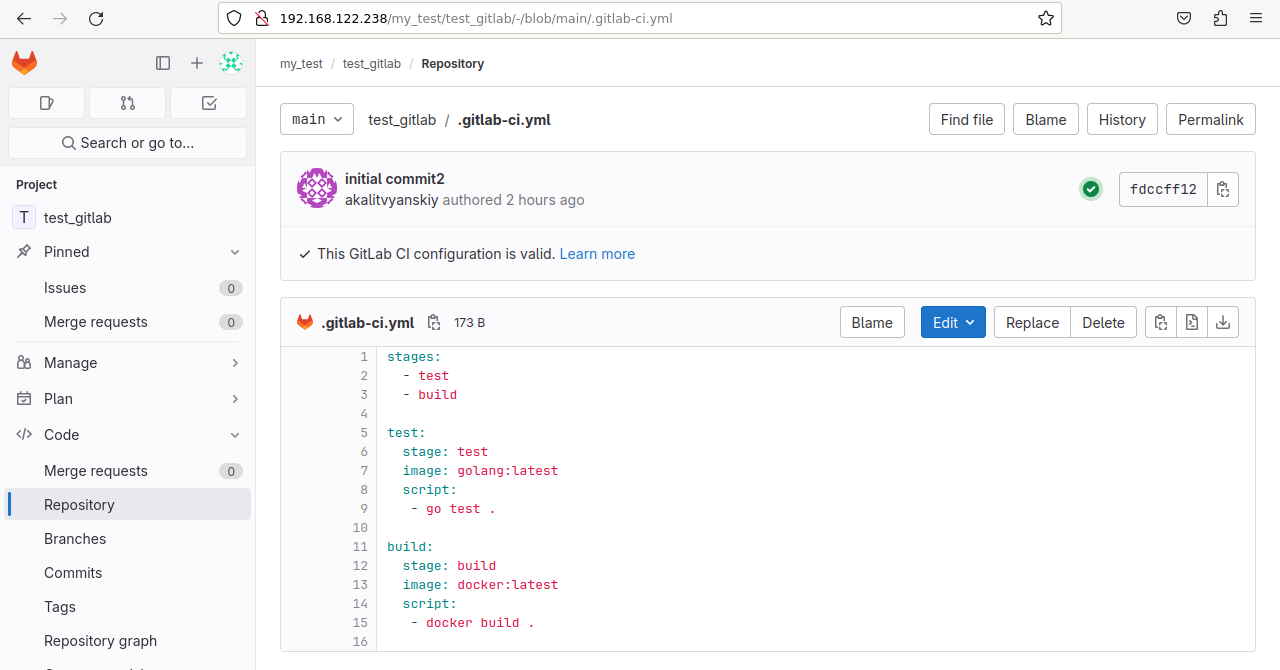 192.168.122.238/my_test/test_gitlab/-/blob/main/.gitlab-ci.yml
Search or go to...
Project
T test_gitlab
Pinned
Issues 0
Merge requests 0
Manage
Plan
Code
Merge requests 0
Repository
Branches
Commits
Tags
Repository graph
my_test / test_gitlab / Repository
main test_gitlab / .gitlab-ci.yml Find file Blame History Permalink
initial commit2
akalitvyanskiy authored 2 hours ago
fdccff12
This GitLab CI configuration is valid. Learn more
.gitlab-ci.yml 173 B Blame Edit Replace Delete
1 stages:
2   - test
3   - build
4
5 test:
6   stage: test
7   image: golang:latest
8   script:
9    - go test .
10
11 build:
12   stage: build
13   image: docker:latest
14   script:
15    - docker build .
16